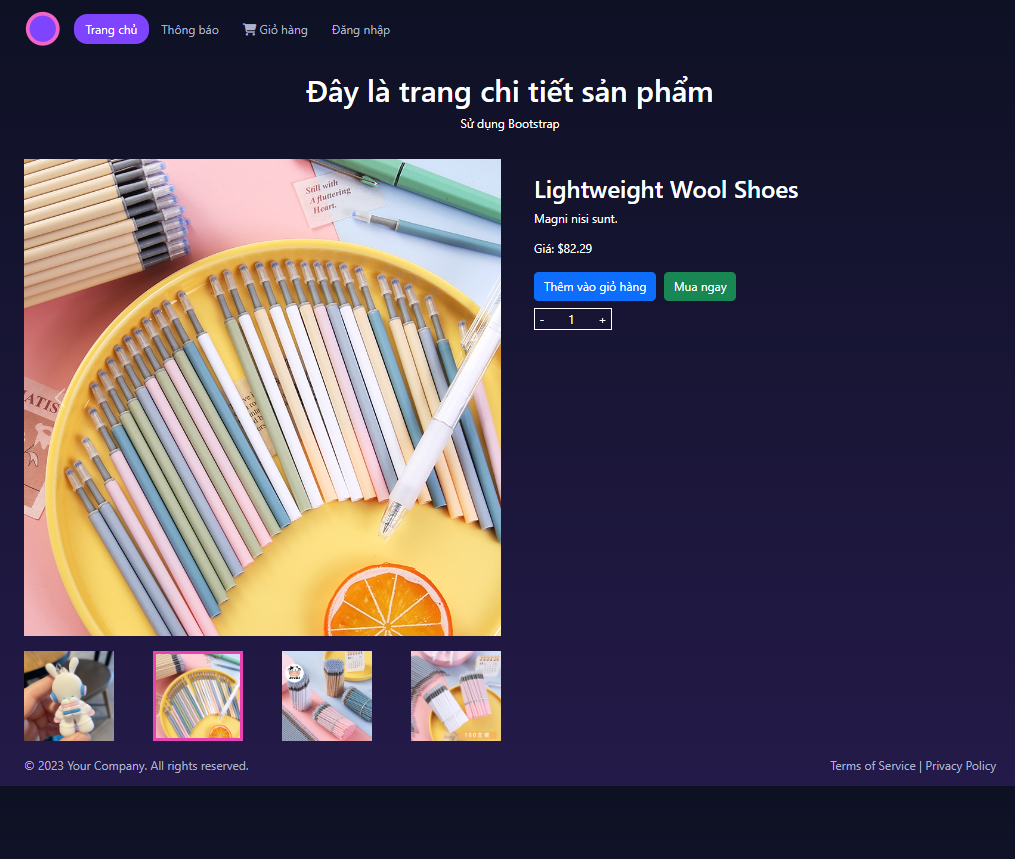 Trang chủ Thông báo Giỏ hàng Đăng nhập
Đây là trang chi tiết sản phẩm
Sử dụng Bootstrap
Still with
A fluttering
Heart.
Lightweight Wool Shoes
Magni nisi sunt.
Giá: $82.29
Thêm vào giỏ hàng Mua ngay
- 1 +
© 2023 Your Company. All rights reserved.
Terms of Service | Privacy Policy